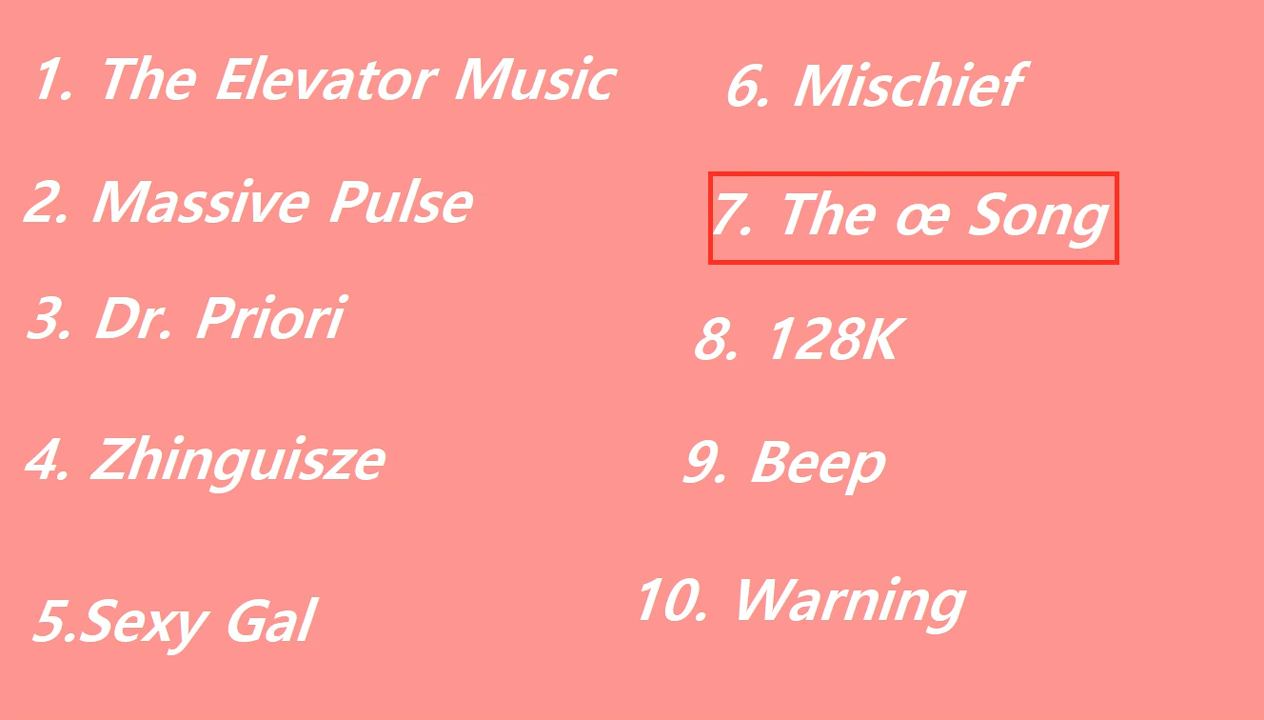 1. The Elevator Music
2. Massive Pulse
3. Dr. Priori
4. Zhinguisze
5.Sexy Gal
6. Mischief
7. The œ Song
8. 128K
9. Beep
10. Warning